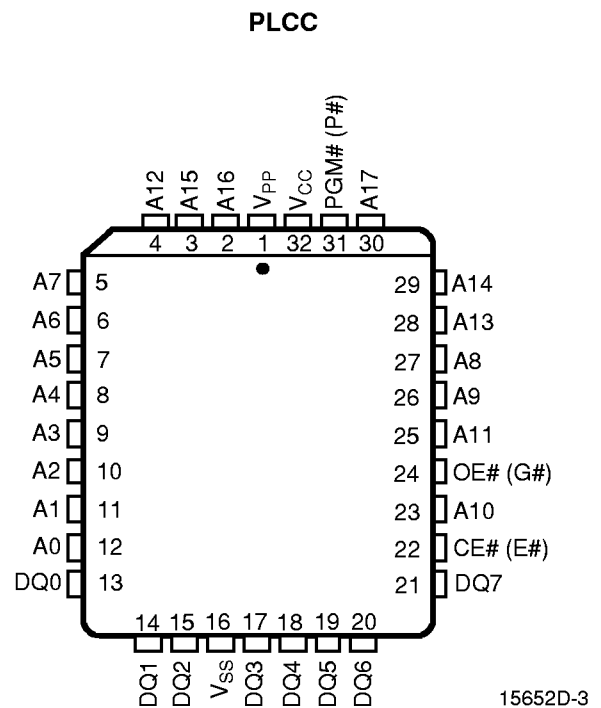 PLCC
A12 A15 A16 VPP VCC PGM# (P#) A17
4 3 2 1 32 31 30
A7 5 29 A14
A6 6 28 A13
A5 7 27 A8
A4 8 26 A9
A3 9 25 A11
A2 10 24 OE# (G#)
A1 11 23 A10
A0 12 22 CE# (E#)
DQ0 13 21 DQ7
14 15 16 17 18 19 20
DQ1 DQ2 VSS DQ3 DQ4 DQ5 DQ6
15652D-3